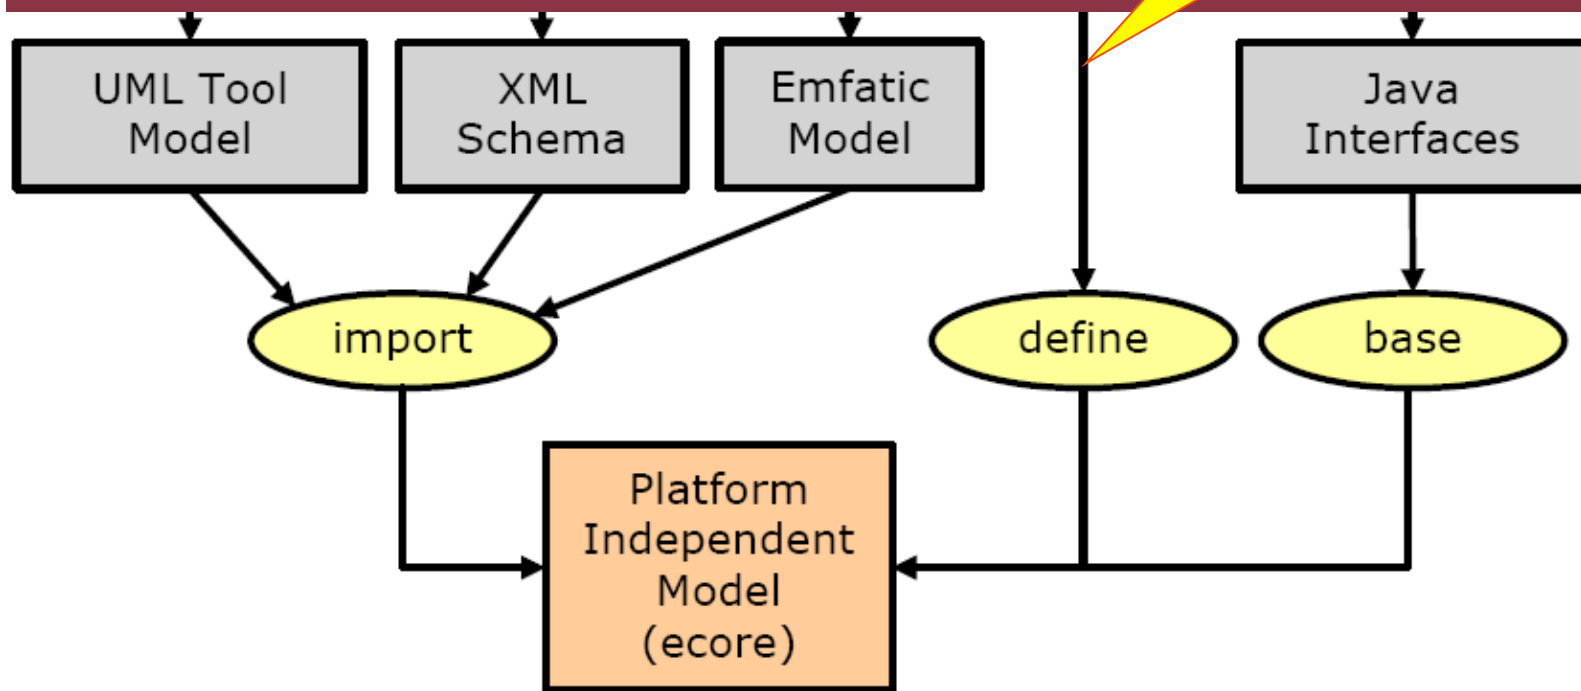 UML Tool
Model
XML
Schema
Emfatic
Model
Java
Interfaces
import
define
base
Platform
Independent
Model
(ecore)